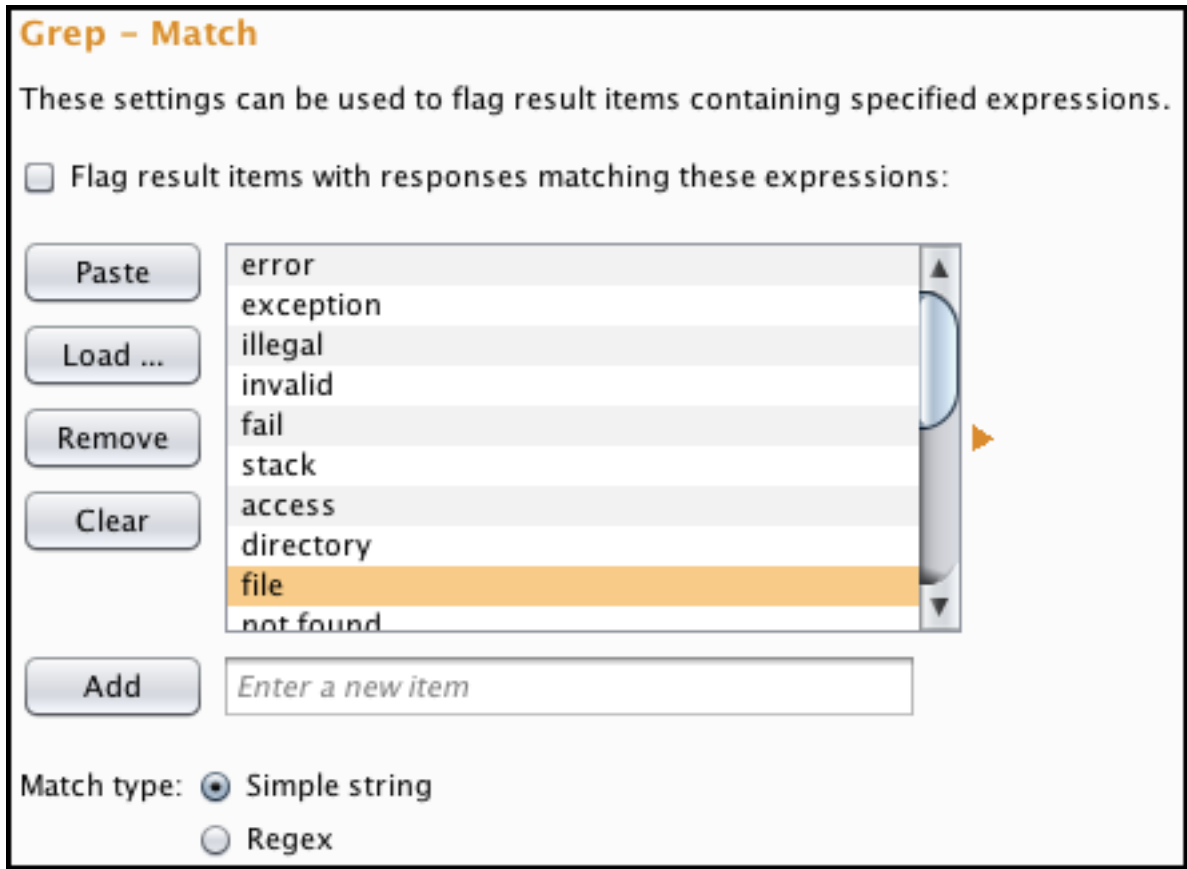 Grep – Match
These settings can be used to flag result items containing specified expressions.
Flag result items with responses matching these expressions:
Paste
Load ...
Remove
Clear
error
exception
illegal
invalid
fail
stack
access
directory
file
not found
Add
Enter a new item
Match type:
Simple string
Regex